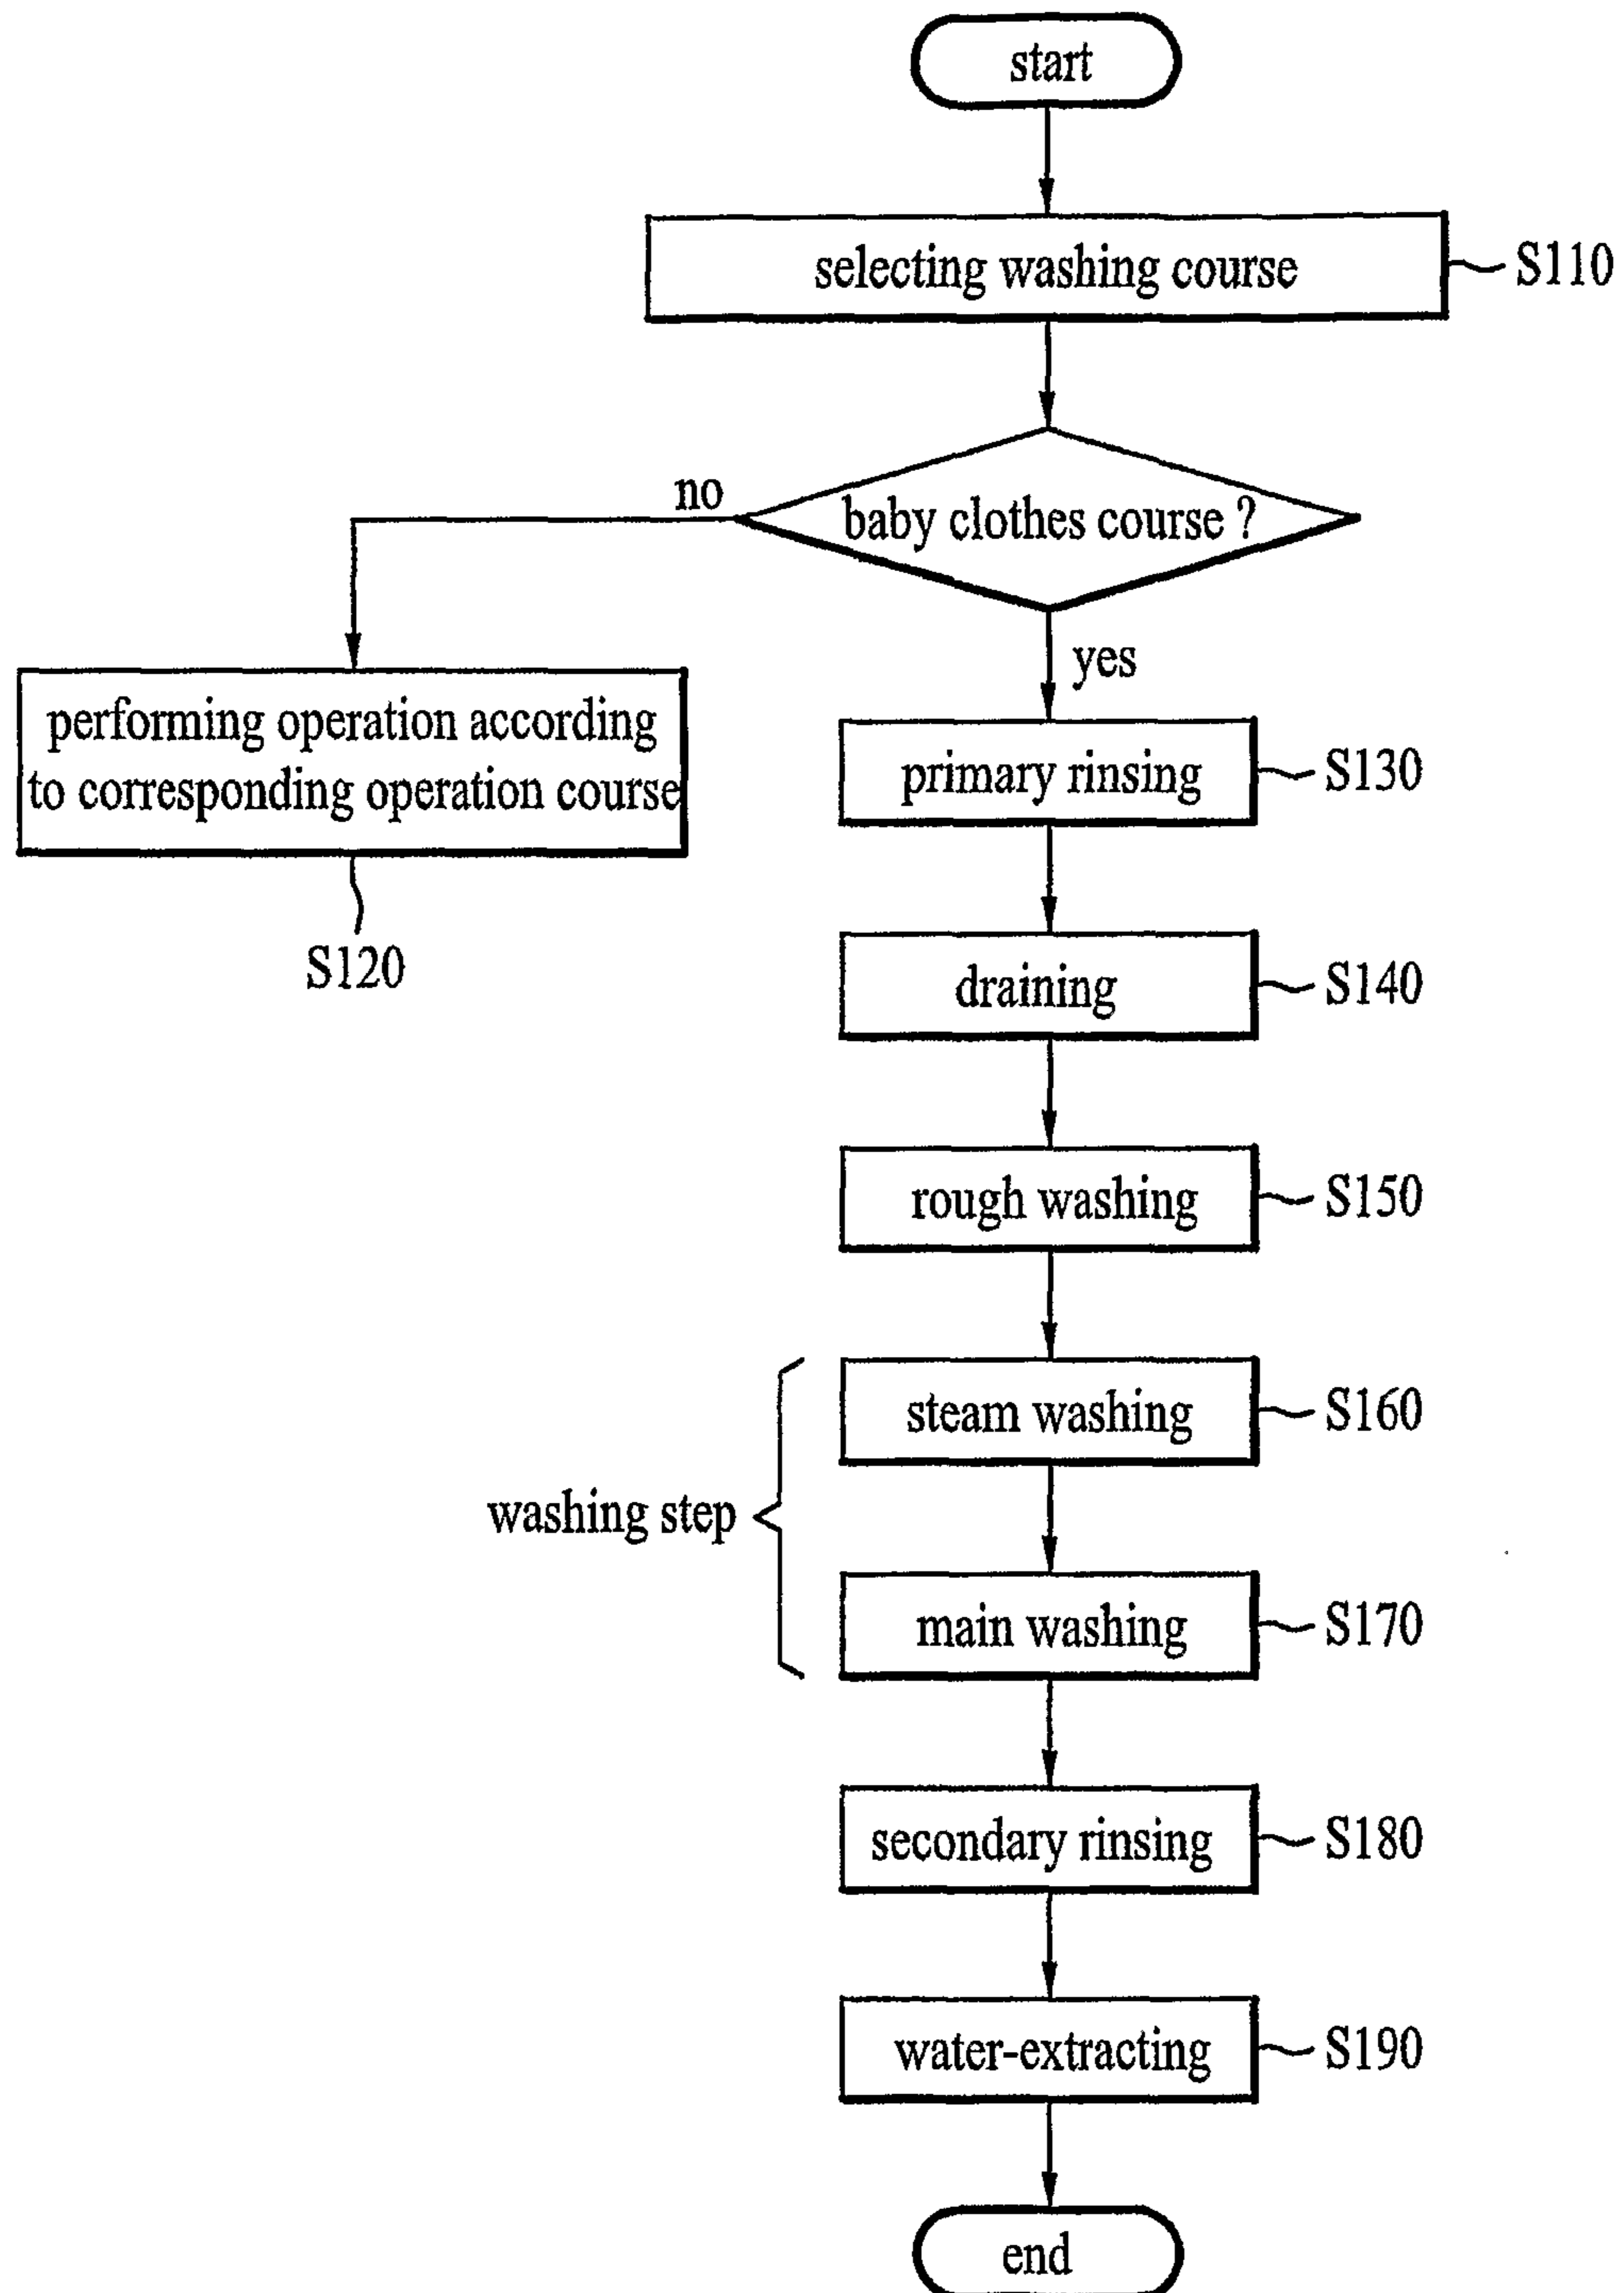 start
selecting washing course
S110
baby clothes course ?
no
yes
performing operation according
to corresponding operation course
S120
primary rinsing
S130
draining
S140
rough washing
S150
steam washing
S160
washing step
main washing
S170
secondary rinsing
S180
water-extracting
S190
end